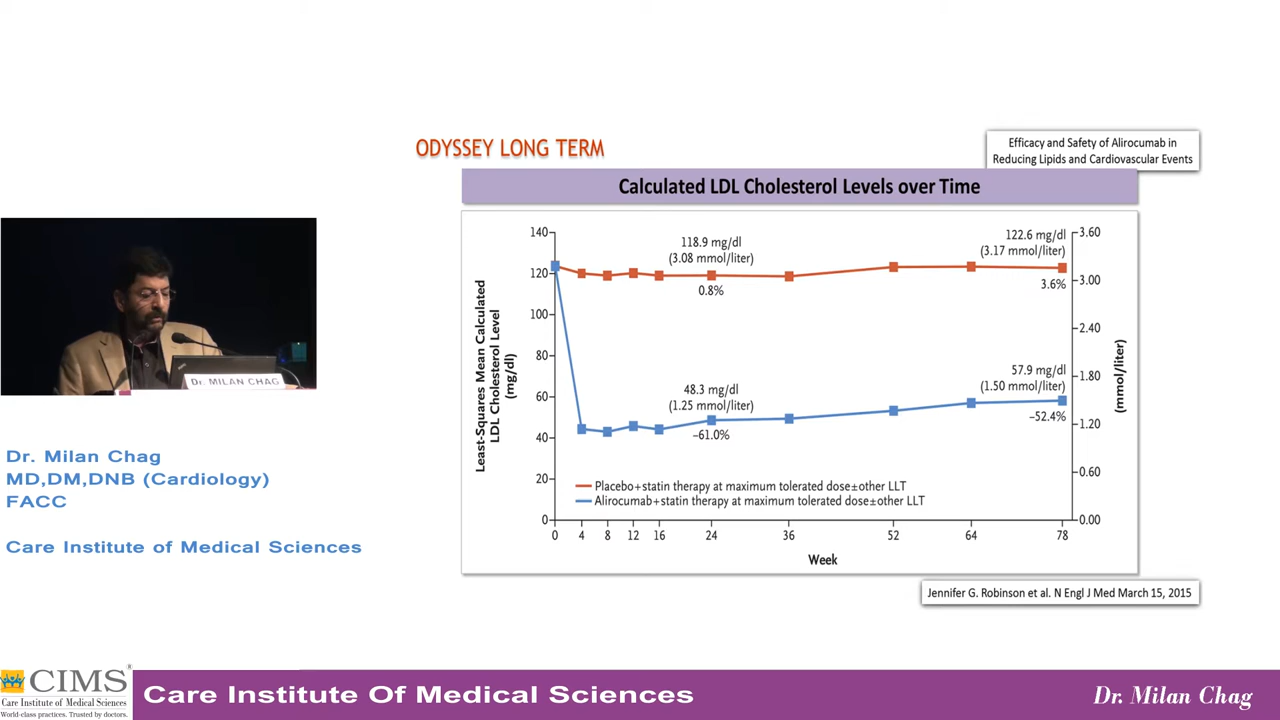 ODYSSEY LONG TERM
Efficacy and Safety of Alirocumab in
Reducing Lipids and Cardiovascular Events
Calculated LDL Cholesterol Levels over Time
Least-Squares Mean Calculated
LDL Cholesterol Level
(mg/dl)
140
120
100
80
60
40
20
0
118.9 mg/dl
(3.08 mmol/liter)
0.8%
122.6 mg/dl
(3.17 mmol/liter)
3.6%
48.3 mg/dl
(1.25 mmol/liter)
–61.0%
57.9 mg/dl
(1.50 mmol/liter)
–52.4%
Placebo+statin therapy at maximum tolerated dose±other LLT
Alirocumab+statin therapy at maximum tolerated dose±other LLT
3.60
3.00
2.40
1.80
1.20
0.60
0.00
(mmol/liter)
0 4 8 12 16 24 36 52 64 78
Week
Jennifer G. Robinson et al. N Engl J Med March 15, 2015
Dr. MILAN CHAG
Dr. Milan Chag
MD,DM,DNB (Cardiology)
FACC
Care Institute of Medical Sciences
CIMS®
Care Institute of Medical Sciences
World-class practices. Trusted by doctors.
Care Institute Of Medical Sciences
Dr. Milan Chag